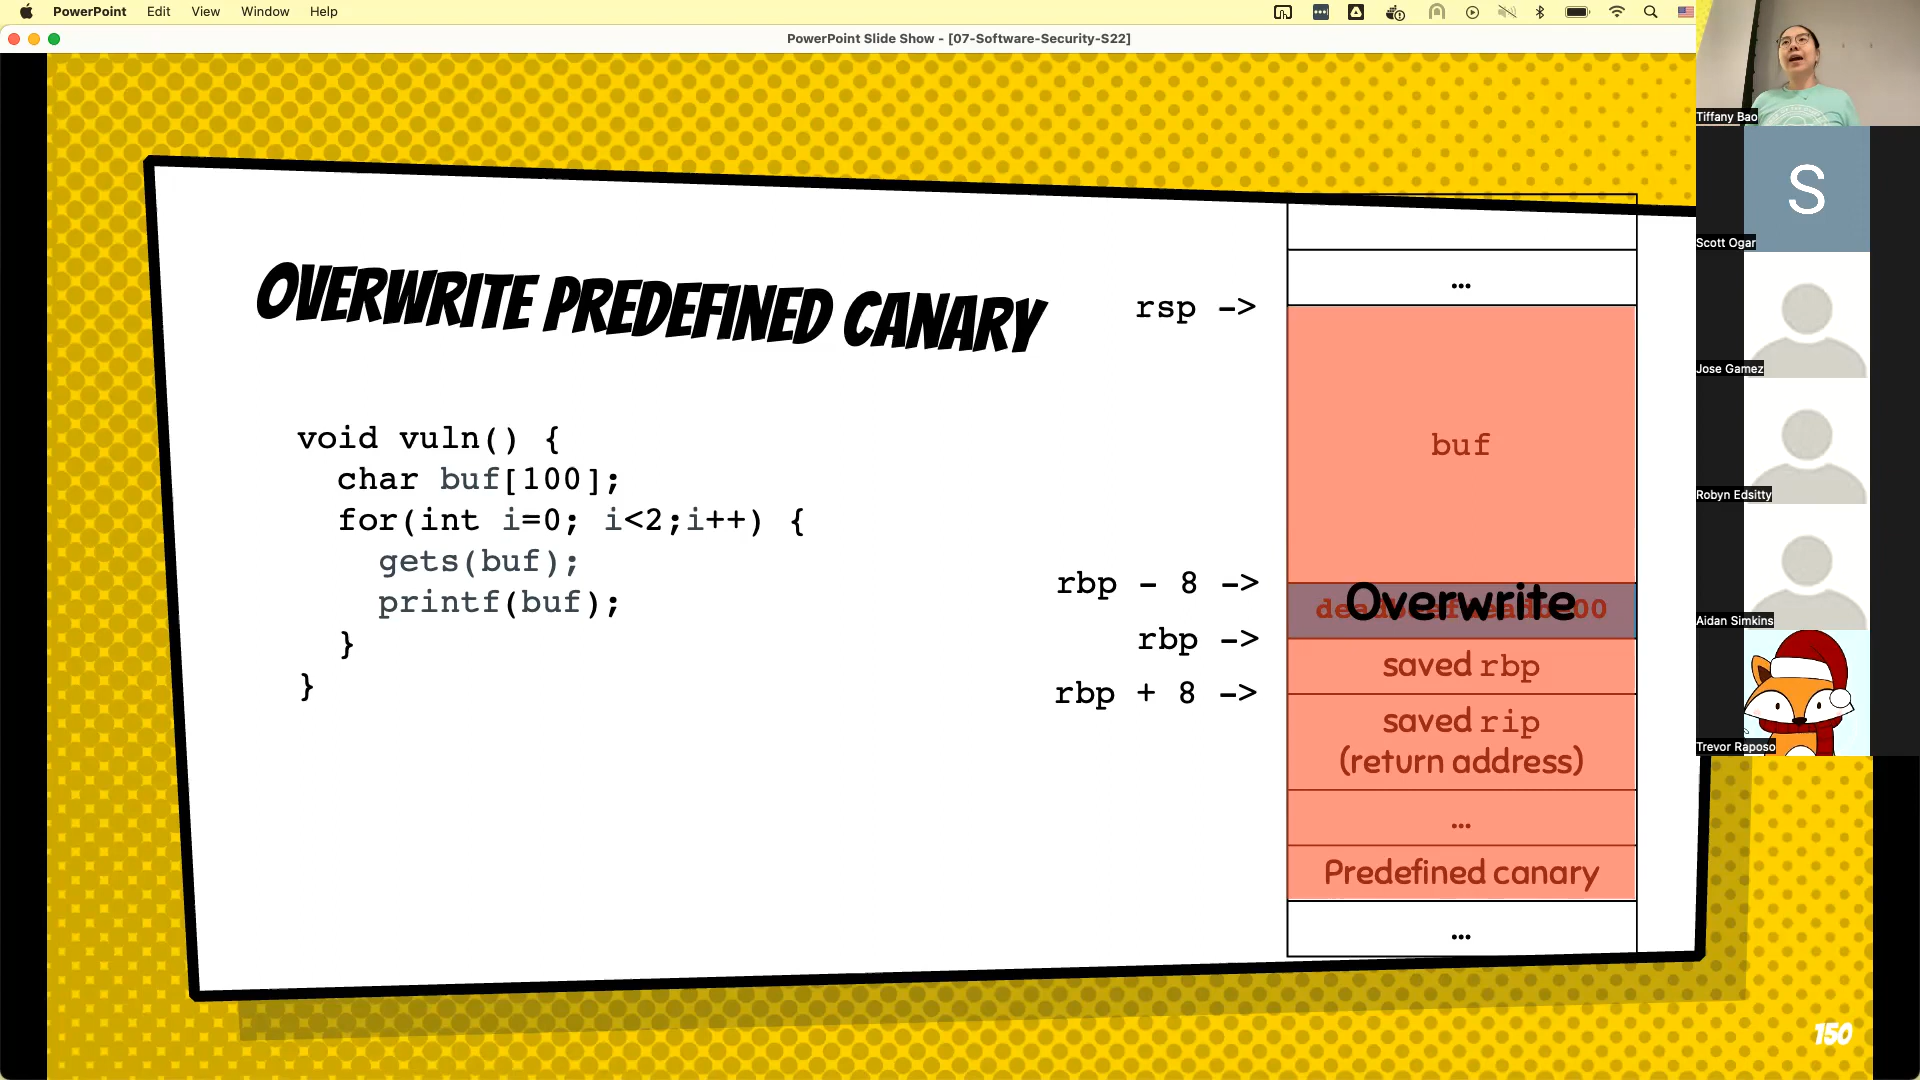 PowerPoint Edit View Window Help
PowerPoint Slide Show - [07-Software-Security-S22]
OVERWRITE PREDEFINED CANARY
void vuln() {
char buf[100];
for(int i=0; i<2;i++) {
gets(buf);
printf(buf);
}
}
rsp ->
rbp - 8 ->
rbp ->
rbp + 8 ->
...
buf
Overwrite
saved rbp
saved rip
(return address)
...
Predefined canary
...
150
Tiffany Bao
S
Scott Ogar
Jose Gamez
Robyn Edsitty
Aidan Simkins
Trevor Raposo